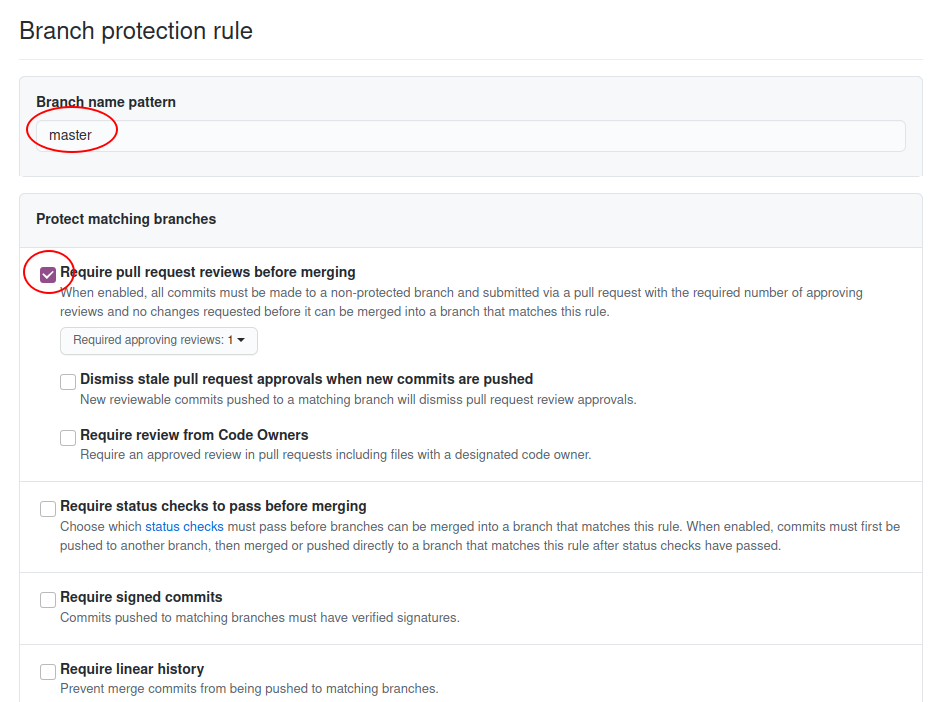 Branch protection rule
Branch name pattern
master
Protect matching branches
Require pull request reviews before merging
When enabled, all commits must be made to a non-protected branch and submitted via a pull request with the required number of approving
reviews and no changes requested before it can be merged into a branch that matches this rule.
Required approving reviews: 1
Dismiss stale pull request approvals when new commits are pushed
New reviewable commits pushed to a matching branch will dismiss pull request review approvals.
Require review from Code Owners
Require an approved review in pull requests including files with a designated code owner.
Require status checks to pass before merging
Choose which status checks must pass before branches can be merged into a branch that matches this rule. When enabled, commits must first be
pushed to another branch, then merged or pushed directly to a branch that matches this rule after status checks have passed.
Require signed commits
Commits pushed to matching branches must have verified signatures.
Require linear history
Prevent merge commits from being pushed to matching branches.